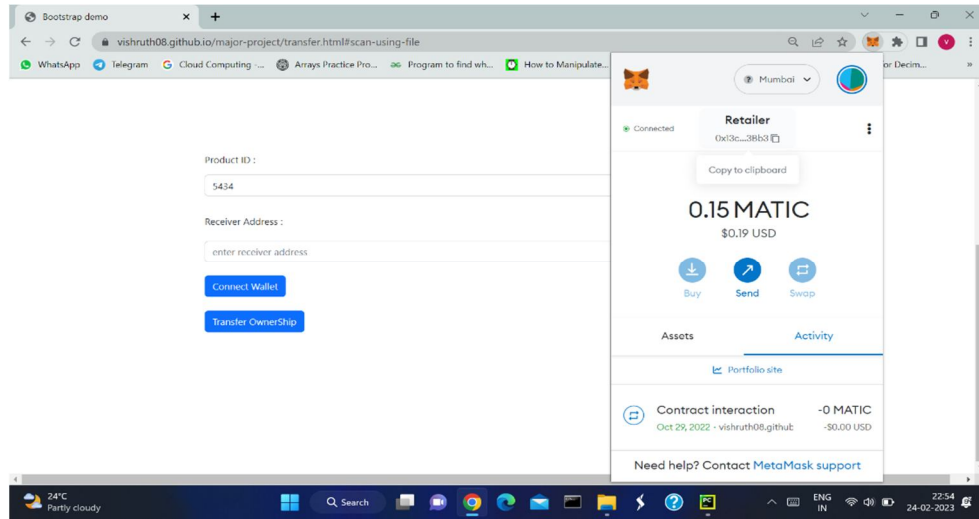 Bootstrap demo
vishruth08.github.io/major-project/transfer.html#scan-using-file
V
WhatsApp Telegram Cloud Computing -... Arrays Practice Pro... Program to find wh... How to Manipulate... or Decim... »
Mumbai
Connected
Retailer
0x13c...38b3
Copy to clipboard
Product ID :
5434
Receiver Address :
enter receiver address
Connect Wallet
Transfer OwnerShip
0.15 MATIC
$0.19 USD
Buy Send Swap
Assets Activity
Portfolio site
Contract interaction -0 MATIC
Oct 29, 2022 · vishruth08.github -$0.00 USD
Need help? Contact MetaMask support
24°C
Partly cloudy
Search
ENG
IN
22:54
24-02-2023